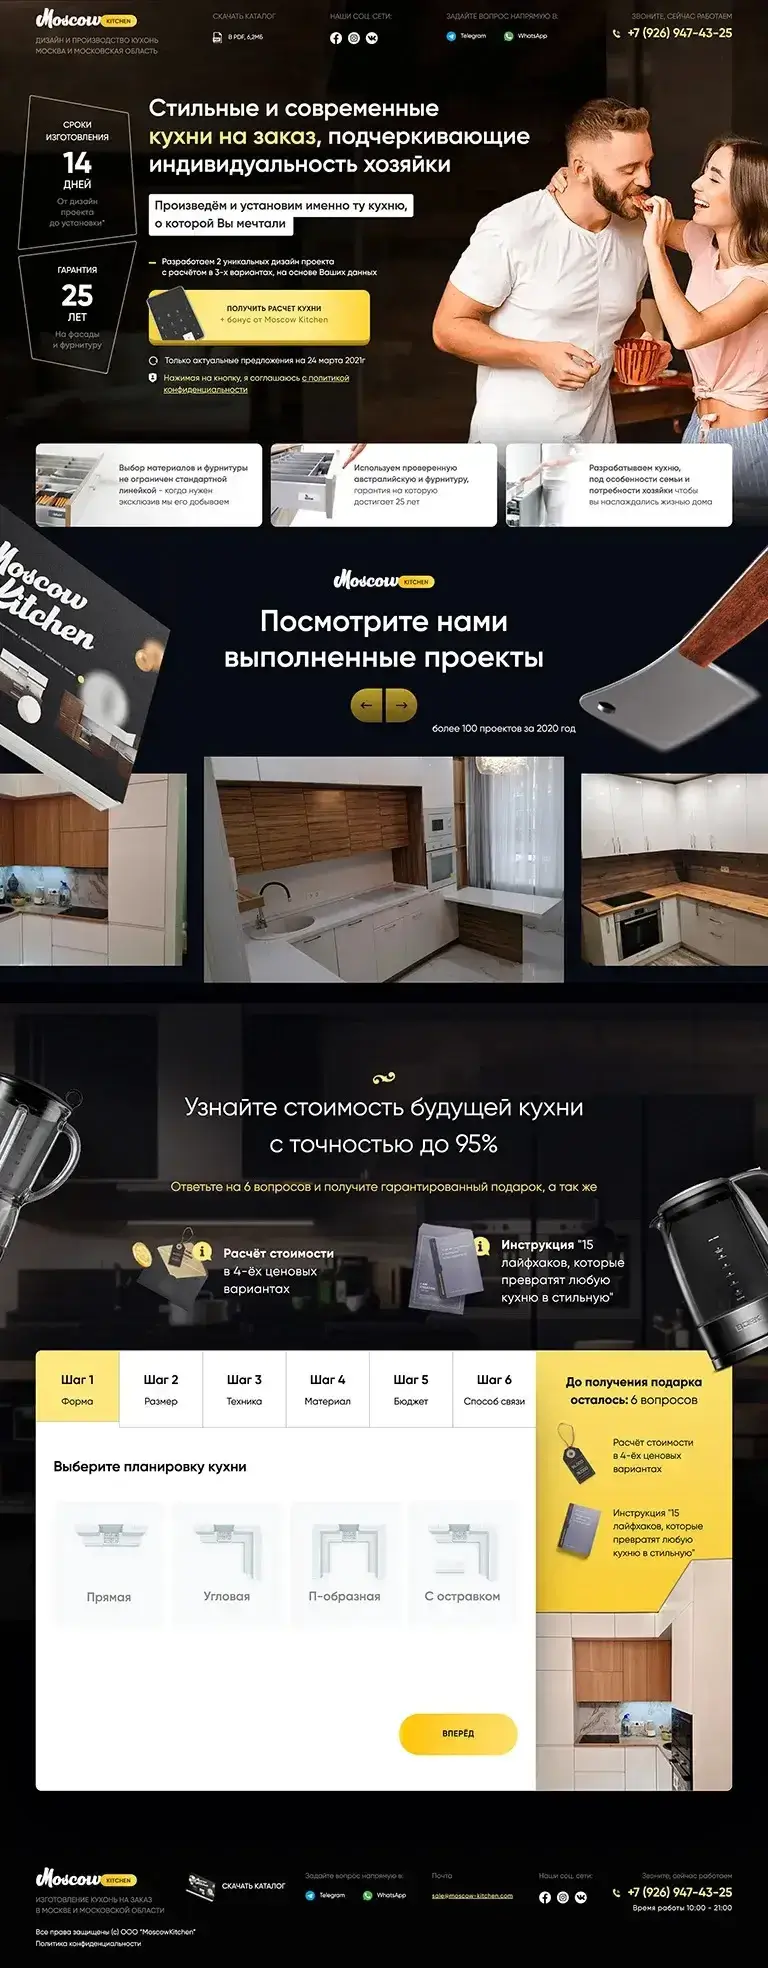 Moscow KITCHEN
ДИЗАЙН И ПРОИЗВОДСТВО КУХОНЬ
МОСКВА И МОСКОВСКАЯ ОБЛАСТЬ
СКАЧАТЬ КАТАЛОГ
В PDF, 6,2МБ
НАШИ СОЦ. СЕТИ:
ЗАДАЙТЕ ВОПРОС НАПРЯМУЮ В:
Telegram
WhatsApp
ЗВОНИТЕ, СЕЙЧАС РАБОТАЕМ
+7 (926) 947-43-25
СРОКИ
ИЗГОТОВЛЕНИЯ
14
ДНЕЙ
От дизайн
проекта
до установки*
ГАРАНТИЯ
25
ЛЕТ
На фасады
и фурнитуру
Стильные и современные
кухни на заказ, подчеркивающие
индивидуальность хозяйки
Произведём и установим именно ту кухню,
о которой Вы мечтали
Разработаем 2 уникальных дизайн проекта
с расчётом в 3-х вариантах, на основе Ваших данных
ПОЛУЧИТЬ РАСЧЕТ КУХНИ
+ бонус от Moscow Kitchen
Только актуальные предложения на 24 марта 2021г
Нажимая на кнопку, я соглашаюсь с политикой
конфиденциальности
Выбор материалов и фурнитуры
не ограничен стандартной
линейкой - когда нужен
эксклюзив мы его добываем
Используем проверенную
австралийскую и фурнитуру,
гарантия на которую
достигает 25 лет
Разрабатываем кухню,
под особенности семьи и
потребности хозяйки чтобы
вы наслаждались жизнью дома
Moscow
Kitchen
Moscow KITCHEN
Посмотрите нами
выполненные проекты
более 100 проектов за 2020 год
Узнайте стоимость будущей кухни
с точностью до 95%
Ответьте на 6 вопросов и получите гарантированный подарок, а так же
Расчёт стоимости
в 4-ёх ценовых
вариантах
Инструкция "15
лайфхаков, которые
превратят любую
кухню в стильную"
Шаг 1
Форма
Шаг 2
Размер
Шаг 3
Техника
Шаг 4
Материал
Шаг 5
Бюджет
Шаг 6
Способ связи
Выберите планировку кухни
Прямая
Угловая
П-образная
С остравком
ВПЕРЁД
До получения подарка
осталось: 6 вопросов
Расчёт стоимости
в 4-ёх ценовых
вариантах
Инструкция "15
лайфхаков, которые
превратят любую
кухню в стильную"
Moscow KITCHEN
ИЗГОТОВЛЕНИЕ КУХОНЬ НА ЗАКАЗ
В МОСКВЕ И МОСКОВСКОЙ ОБЛАСТИ
Все права защищены (с) ООО "MoscowKitchen"
Политика конфиденциальности
СКАЧАТЬ КАТАЛОГ
Задайте вопрос напрямую в:
Telegram
WhatsApp
Почта
sale@moscow-kitchen.com
Наши соц. сети:
Звоните, сейчас работаем
+7 (926) 947-43-25
Время работы 10:00 - 21:00